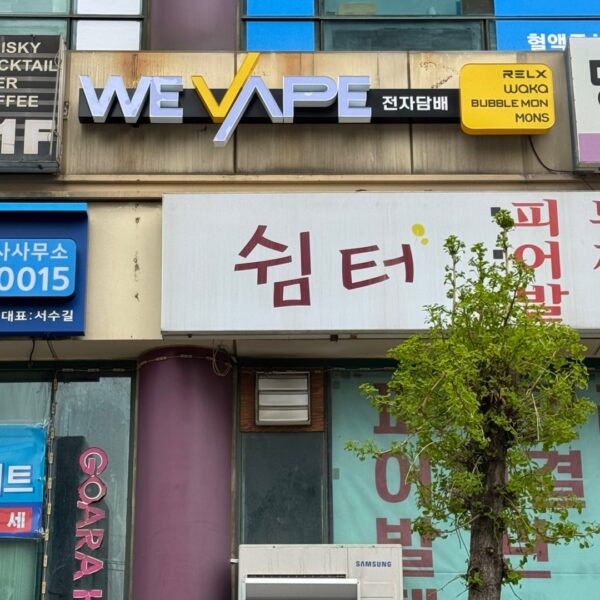 혈액
ISKY
CKTAIL
ER
FFEE
WE VAPE
전자담배
RELX
WAKA
BUBBLE MON
MONS
사무소
0015
대표:서수길
쉼터
피어발
GOARA
이트
세
SAMSUNG